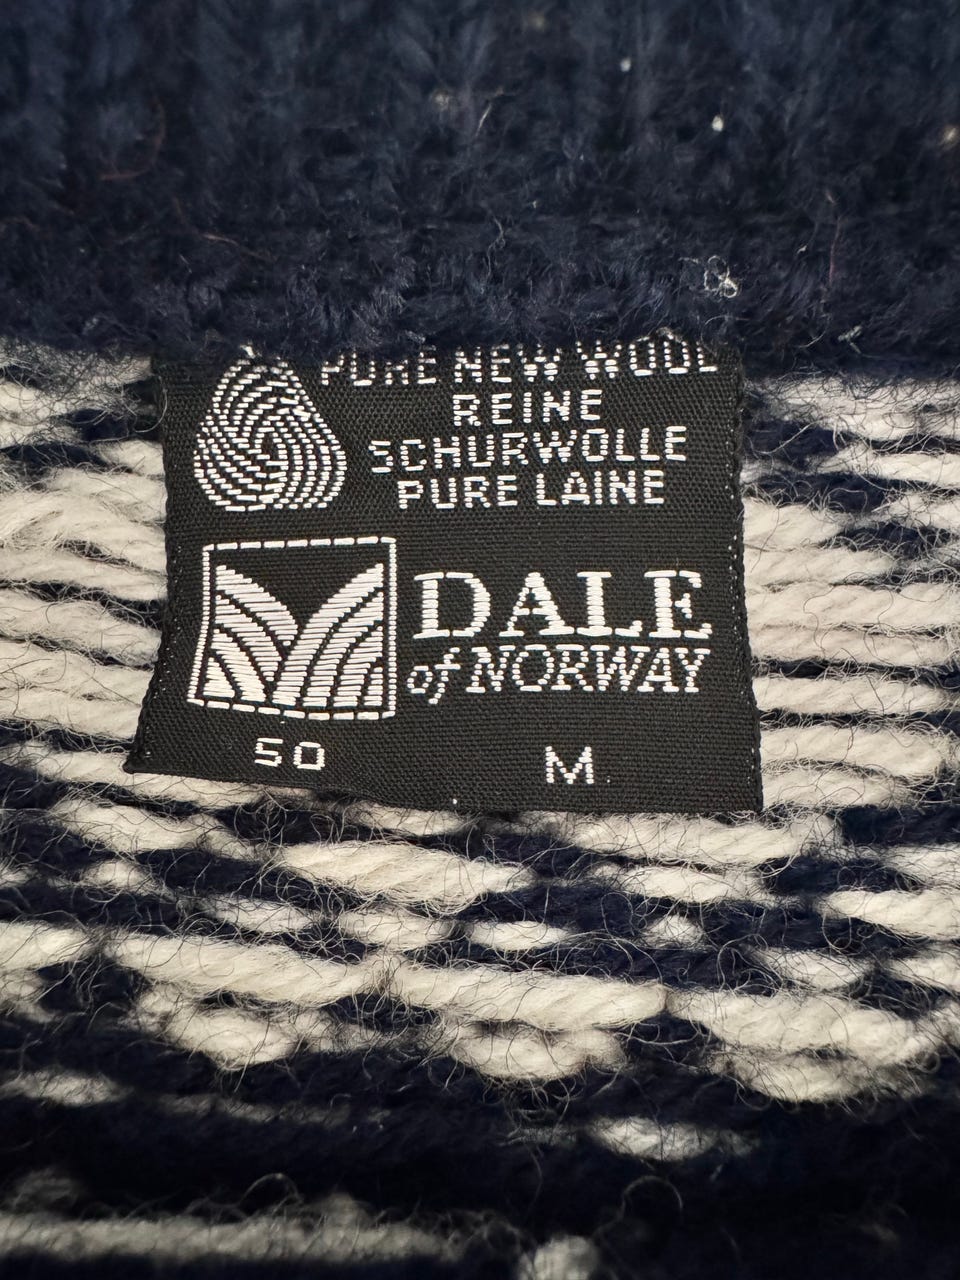 PURE NEW WOOL
REINE
SCHURWOLLE
PURE LAINE
DALE
of NORWAY
50 M